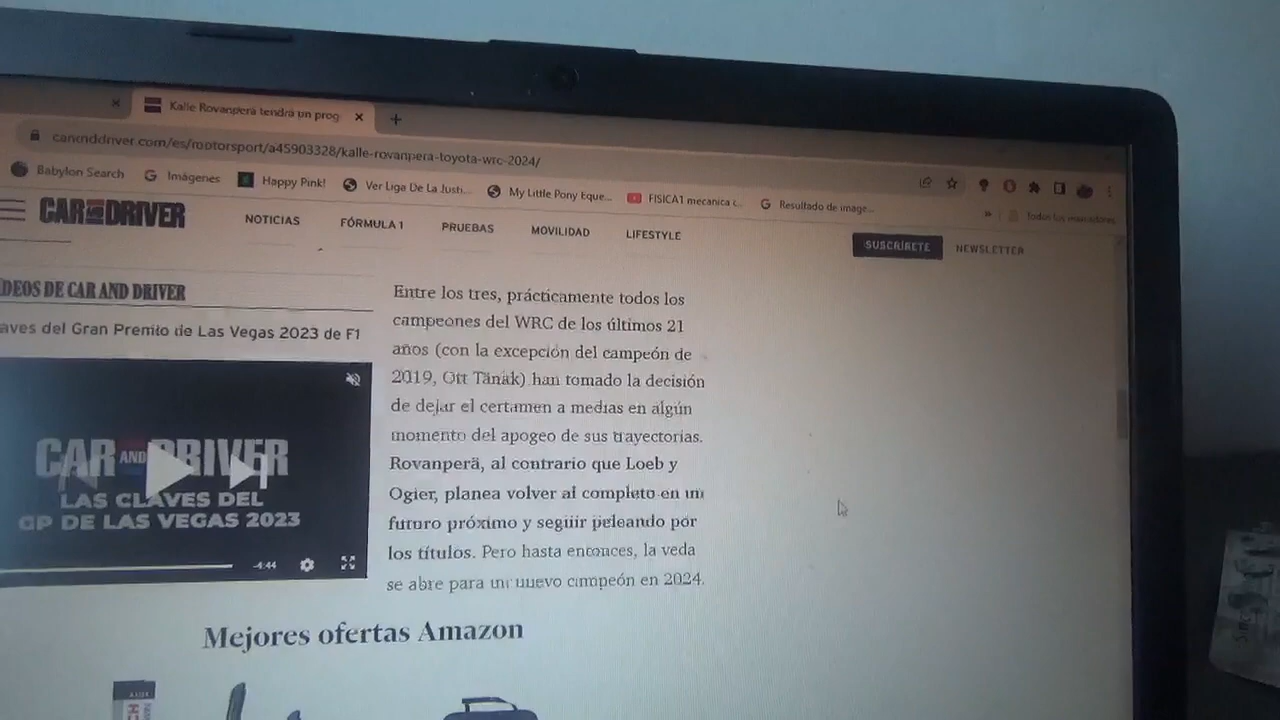 Kalle Rovanperä tendrá un prog
caranddriver.com/es/motorsport/a45903328/kalle-rovanpera-toyota-wrc-2024/
Babylon Search
Imágenes
Happy Pink!
Ver Liga De La Justi...
My Little Pony Eque...
FISICA1 mecanica c...
Resultado de image...
Todos los marcadores
CAR AND DRIVER
NOTICIAS
FÓRMULA 1
PRUEBAS
MOVILIDAD
LIFESTYLE
SUSCRÍBETE
NEWSLETTER
DEOS DE CAR AND DRIVER
aves del Gran Premio de Las Vegas 2023 de F1
CAR AND DRIVER
LAS CLAVES DEL
GP DE LAS VEGAS 2023
-4:44
Entre los tres, prácticamente todos los
campeones del WRC de los últimos 21
años (con la excepción del campeón de
2019, Ott Tänak) han tomado la decisión
de dejar el certamen a medias en algún
momento del apogeo de sus trayectorias.
Rovanperä, al contrario que Loeb y
Ogier, planea volver al completo en un
futuro próximo y seguir peleando por
los títulos. Pero hasta entonces, la veda
se abre para un nuevo campeón en 2024.
Mejores ofertas Amazon